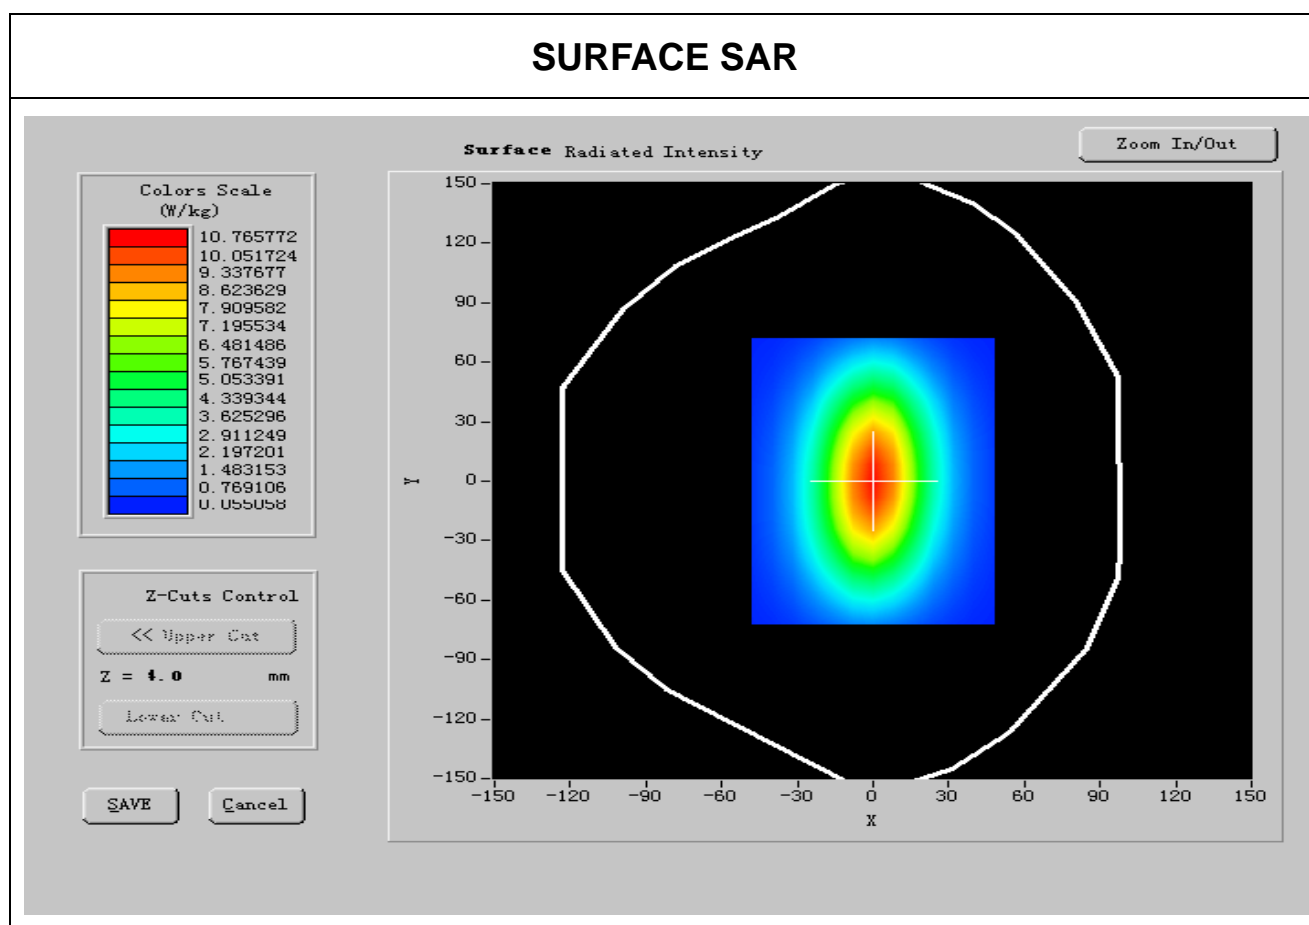 SURFACE SAR
Surface Radiated Intensity
Zoom In/Out
Colors Scale
(W/kg)
10.765772
10.051724
9.337677
8.623629
7.909582
7.195534
6.481486
5.767439
5.053391
4.339344
3.625296
2.911249
2.197201
1.483153
0.769106
0.055058
Z-Cuts Control
<< Upper Cut
Z = 4.0 mm
Lower Cut
SAVE
Cancel
150
120
90
60
30
0
-30
-60
-90
-120
-150
Y
-150 -120 -90 -60 -30 0 30 60 90 120 150
X